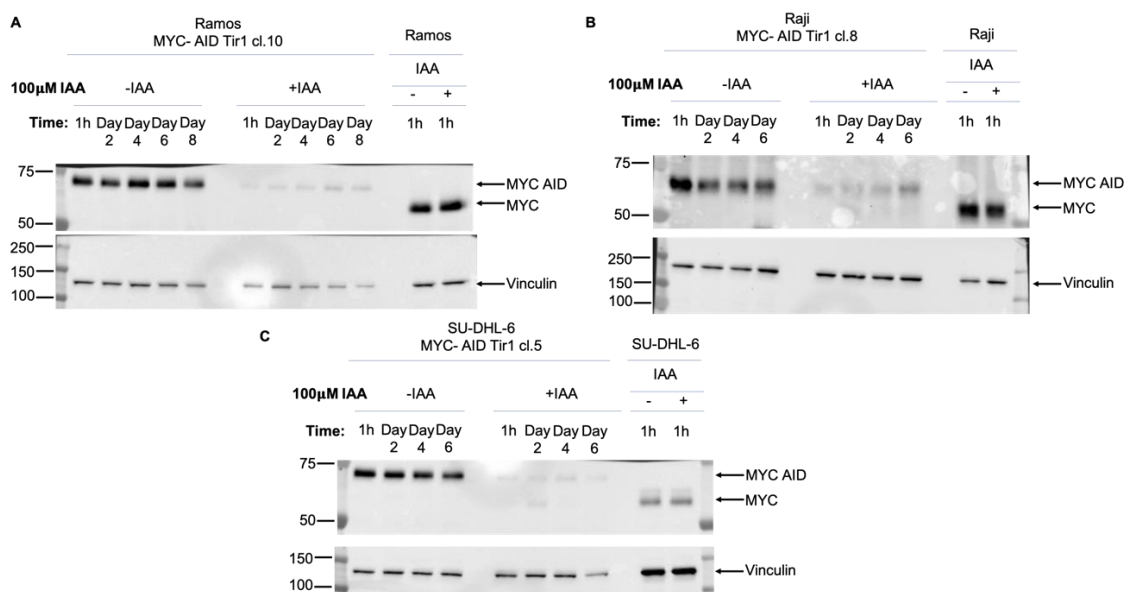 A
Ramos
MYC- AID Tir1 cl.10
Ramos
IAA
100µM IAA -IAA +IAA - +
Time: 1h Day Day Day Day 1h Day Day Day Day 1h 1h
2 4 6 8 2 4 6 8
75
MYC AID
MYC
50
250
150
Vinculin
100
B
Raji
MYC- AID Tir1 cl.8
Raji
IAA
100µM IAA -IAA +IAA - +
Time: 1h Day Day Day 1h Day Day Day 1h 1h
2 4 6 2 4 6
75
MYC AID
MYC
50
250
150
Vinculin
100
C
SU-DHL-6
MYC- AID Tir1 cl.5
SU-DHL-6
IAA
100µM IAA -IAA +IAA - +
Time: 1h Day Day Day 1h Day Day Day 1h 1h
2 4 6 2 4 6
75
MYC AID
MYC
50
150
Vinculin
100